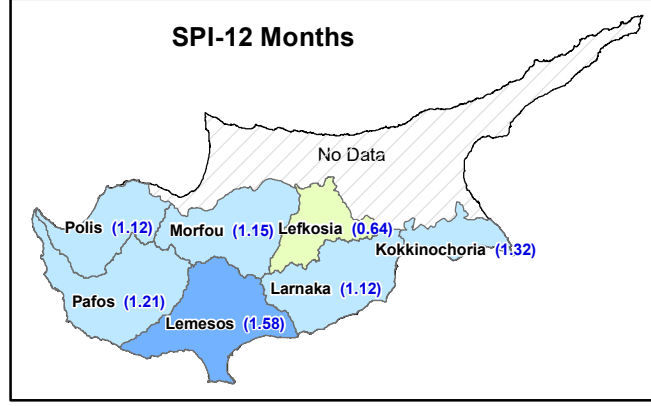 SPI-12 Months
No Data
Polis (1.12)
Morfou (1.15)
Lefkosia (0.64)
Kokkinochoria (1.32)
Pafos (1.21)
Larnaka (1.12)
Lemesos (1.58)